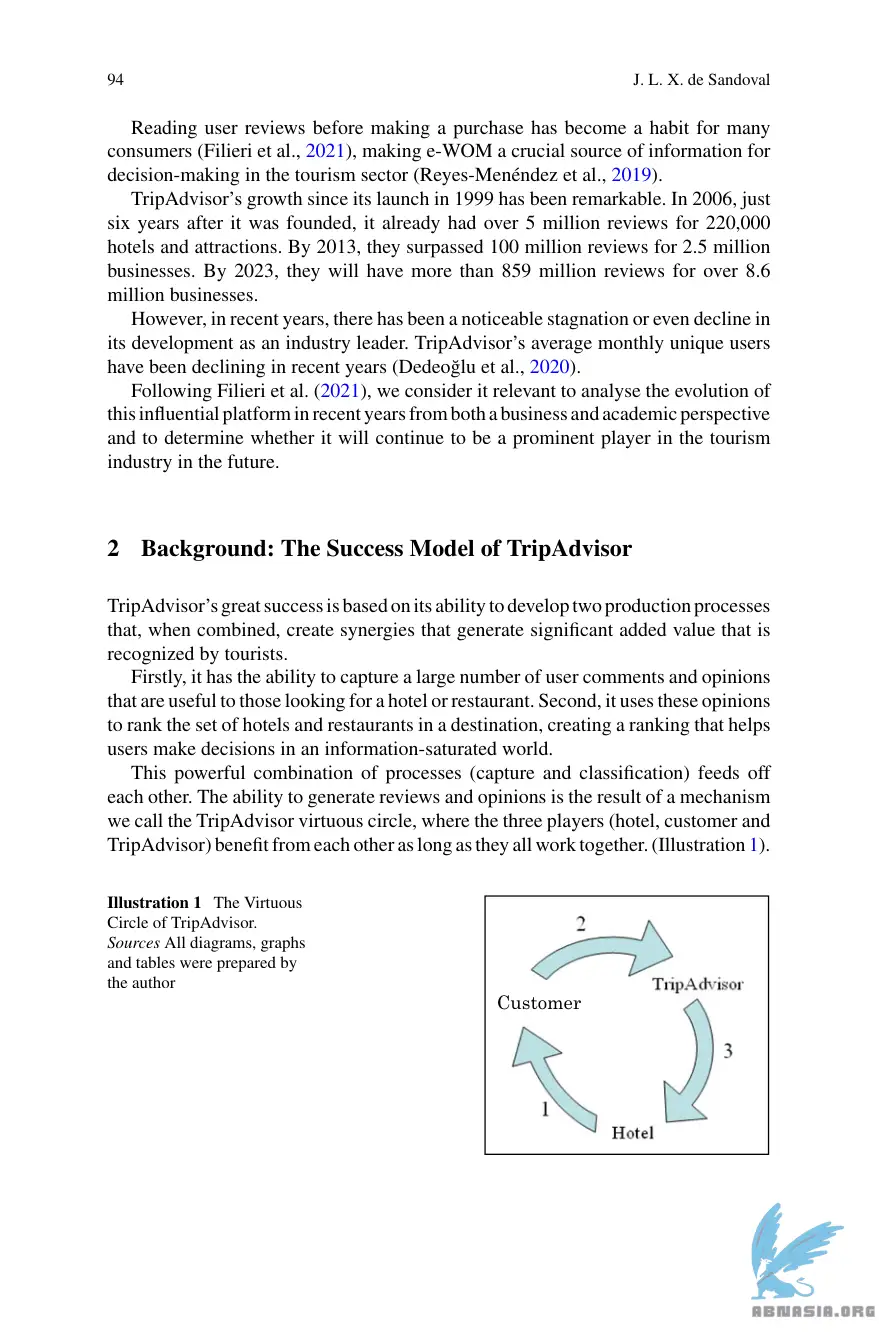 94
J. L. X. de Sandoval
Reading user reviews before making a purchase has become a habit for many
consumers (Filieri et al., 2021), making e-WOM a crucial source of information for
decision-making in the tourism sector (Reyes-Menéndez et al., 2019).
TripAdvisor’s growth since its launch in 1999 has been remarkable. In 2006, just
six years after it was founded, it already had over 5 million reviews for 220,000
hotels and attractions. By 2013, they surpassed 100 million reviews for 2.5 million
businesses. By 2023, they will have more than 859 million reviews for over 8.6
million businesses.
However, in recent years, there has been a noticeable stagnation or even decline in
its development as an industry leader. TripAdvisor’s average monthly unique users
have been declining in recent years (Dedeoğlu et al., 2020).
Following Filieri et al. (2021), we consider it relevant to analyse the evolution of
this influential platform in recent years from both a business and academic perspective
and to determine whether it will continue to be a prominent player in the tourism
industry in the future.
2 Background: The Success Model of TripAdvisor
TripAdvisor’s great success is based on its ability to develop two production processes
that, when combined, create synergies that generate significant added value that is
recognized by tourists.
Firstly, it has the ability to capture a large number of user comments and opinions
that are useful to those looking for a hotel or restaurant. Second, it uses these opinions
to rank the set of hotels and restaurants in a destination, creating a ranking that helps
users make decisions in an information-saturated world.
This powerful combination of processes (capture and classification) feeds off
each other. The ability to generate reviews and opinions is the result of a mechanism
we call the TripAdvisor virtuous circle, where the three players (hotel, customer and
TripAdvisor) benefit from each other as long as they all work together. (Illustration 1).
Illustration 1 The Virtuous
Circle of TripAdvisor.
Sources All diagrams, graphs
and tables were prepared by
the author
2
TripAdvisor
Customer
3
1
Hotel
ABNASIA.ORG